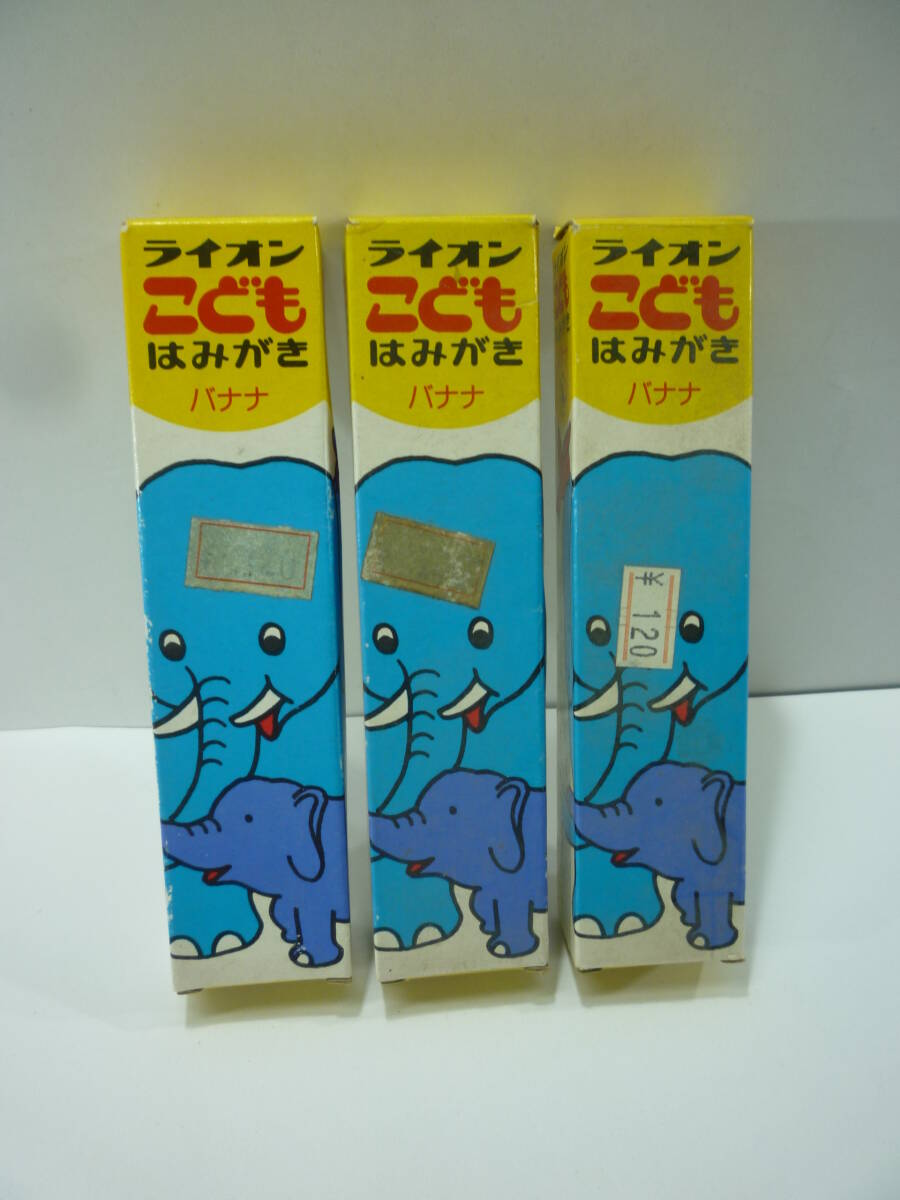 ライオン
こども
はみがき
バナナ
ライオン
こども
はみがき
バナナ
ライオン
こども
はみがき
バナナ
¥120